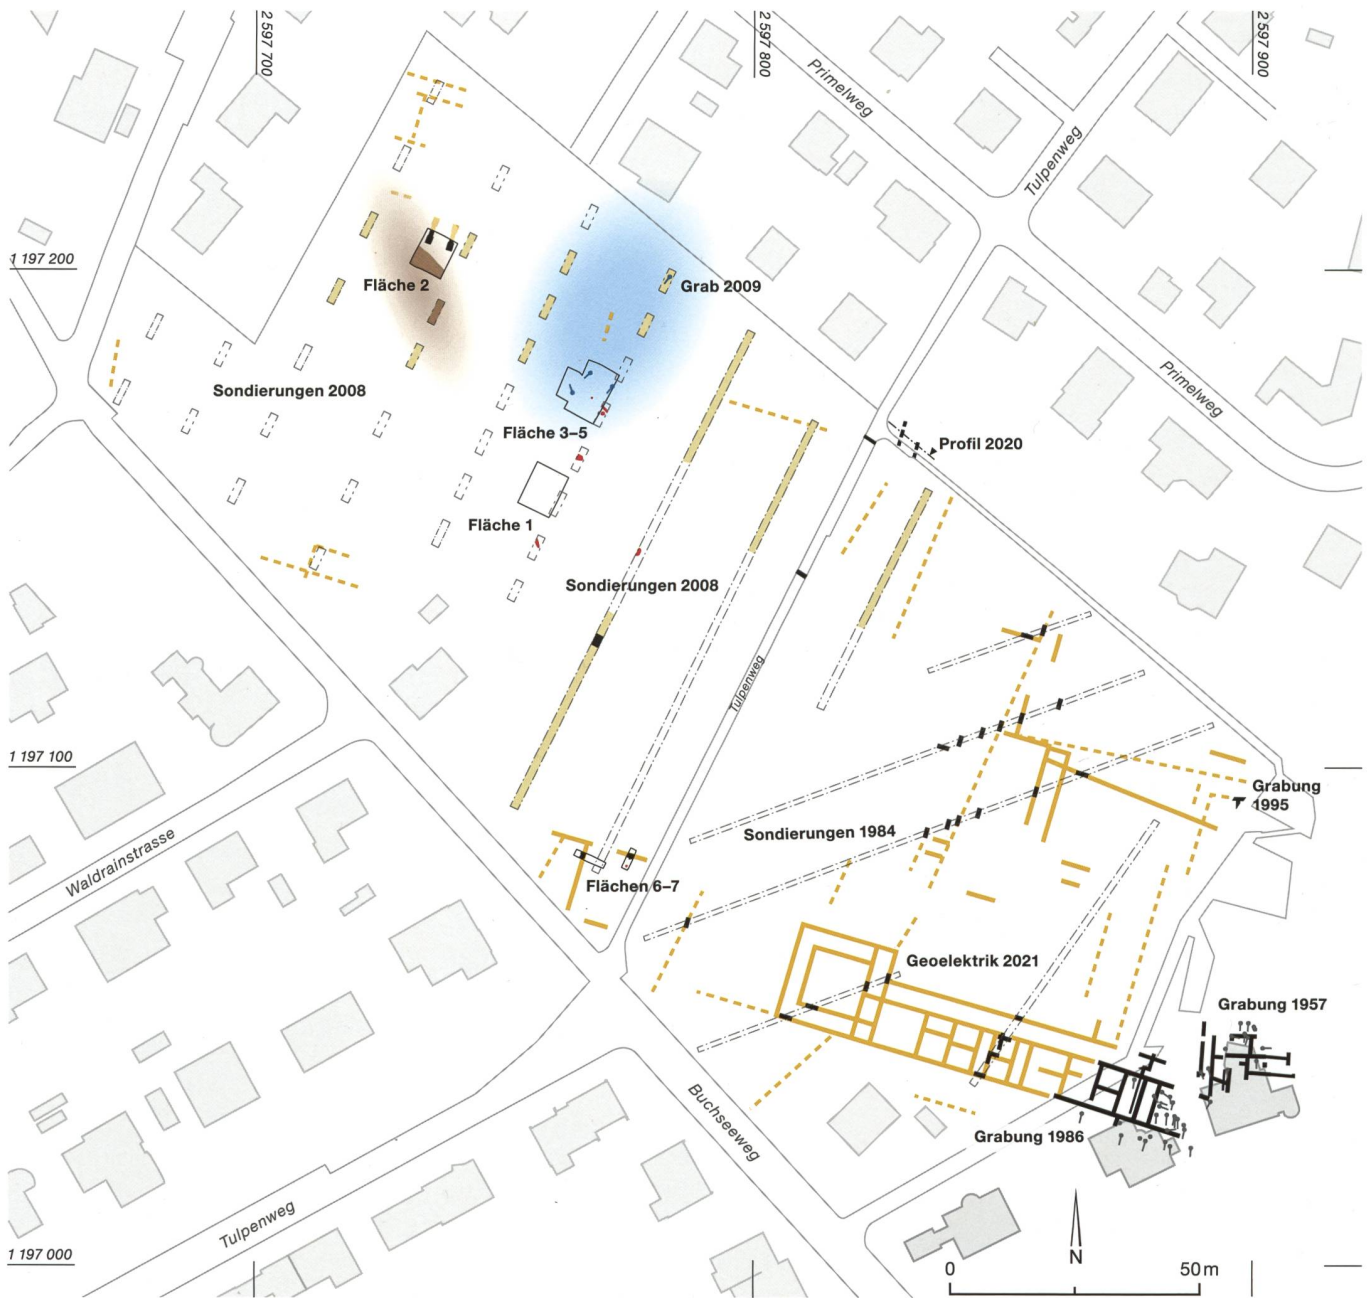 2 597 700
2 597 800
2 597 900
Primelweg
Tulpenweg
1 197 200
Fläche 2
Grab 2009
Sondierungen 2008
Primelweg
Fläche 3–5
Profil 2020
Fläche 1
Sondierungen 2008
Tulpenweg
1 197 100
Grabung
1995
Sondierungen 1984
Waldrainstrasse
Flächen 6–7
Geoelektrik 2021
Grabung 1957
Buchseeweg
Grabung 1986
Tulpenweg
N
1 197 000
0
50 m